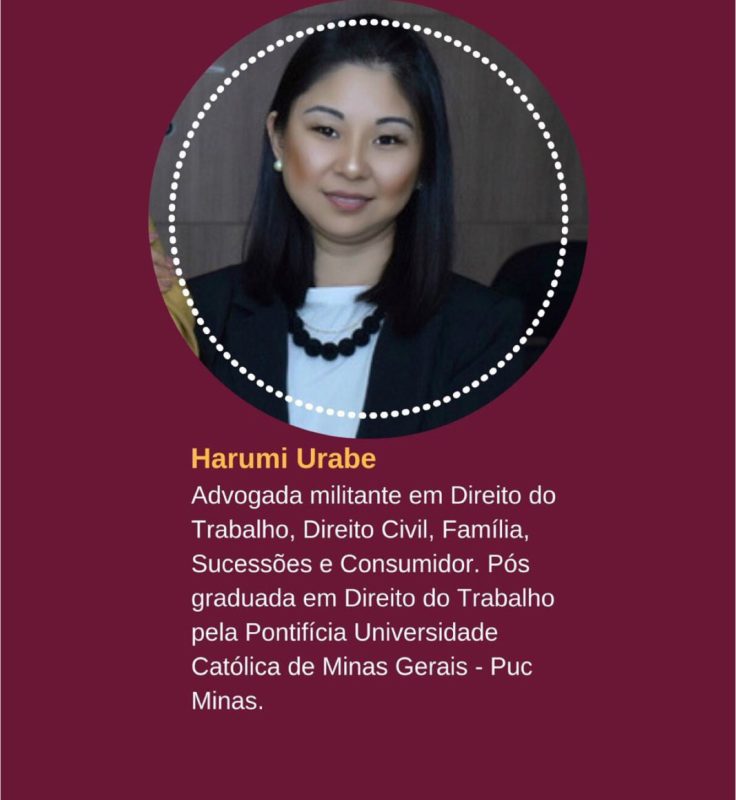 Harumi Urabe
Advogada militante em Direito do
Trabalho, Direito Civil, Família,
Sucessões e Consumidor. Pós
graduada em Direito do Trabalho
pela Pontifícia Universidade
Católica de Minas Gerais - Puc
Minas.